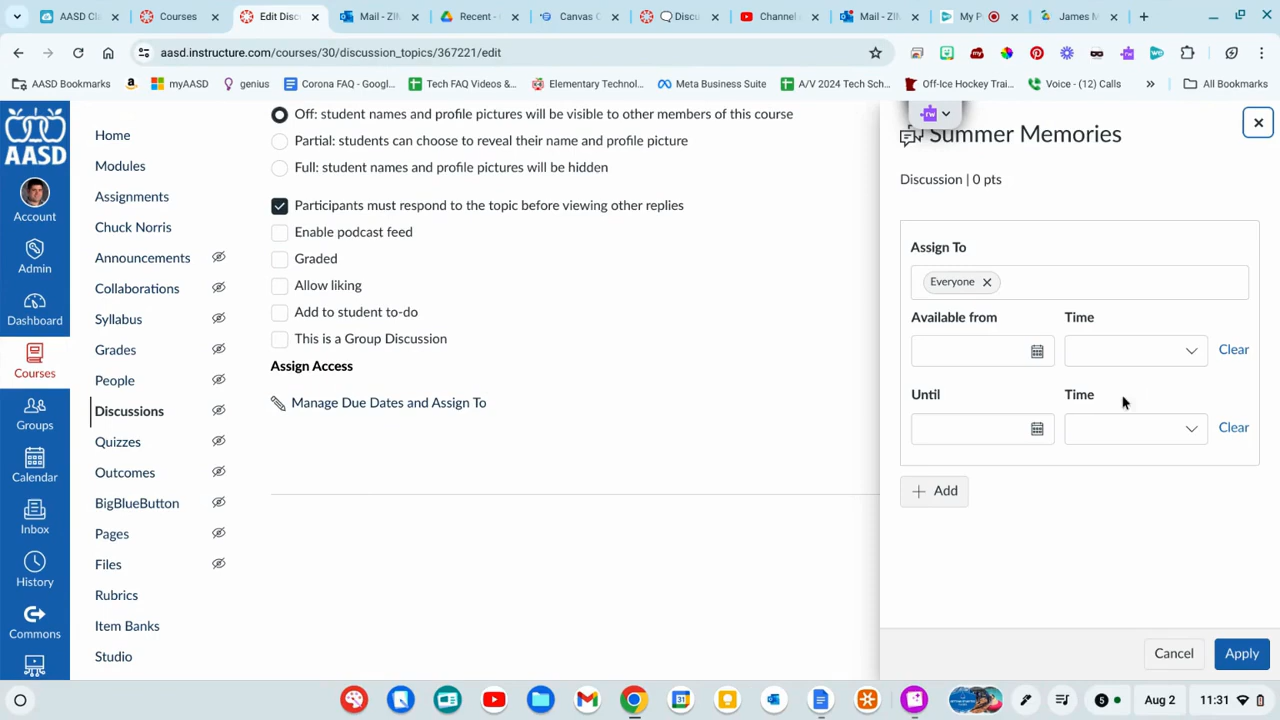 AASD Cl
Courses
Edit Disc
Mail - ZIM
Recent -
Canvas C
Discu
Channel
Mail - ZIM
My P
James M
aasd.instructure.com/courses/30/discussion_topics/367221/edit
AASD Bookmarks
myAASD
genius
Corona FAQ - Googl...
Tech FAQ Videos &...
Elementary Technol...
Meta Business Suite
A/V 2024 Tech Sch...
Off-Ice Hockey Trai...
Voice - (12) Calls
All Bookmarks
AASD
Account
Admin
Dashboard
Courses
Groups
Calendar
Inbox
History
Commons
Home
Modules
Assignments
Chuck Norris
Announcements
Collaborations
Syllabus
Grades
People
Discussions
Quizzes
Outcomes
BigBlueButton
Pages
Files
Rubrics
Item Banks
Studio
Off: student names and profile pictures will be visible to other members of this course
Partial: students can choose to reveal their name and profile picture
Full: student names and profile pictures will be hidden
Participants must respond to the topic before viewing other replies
Enable podcast feed
Graded
Allow liking
Add to student to-do
This is a Group Discussion
Assign Access
Manage Due Dates and Assign To
rw
Summer Memories
Discussion | 0 pts
Assign To
Everyone
Available from Time
Clear
Until Time
Clear
+ Add
Cancel Apply
5
Aug 2
11:31